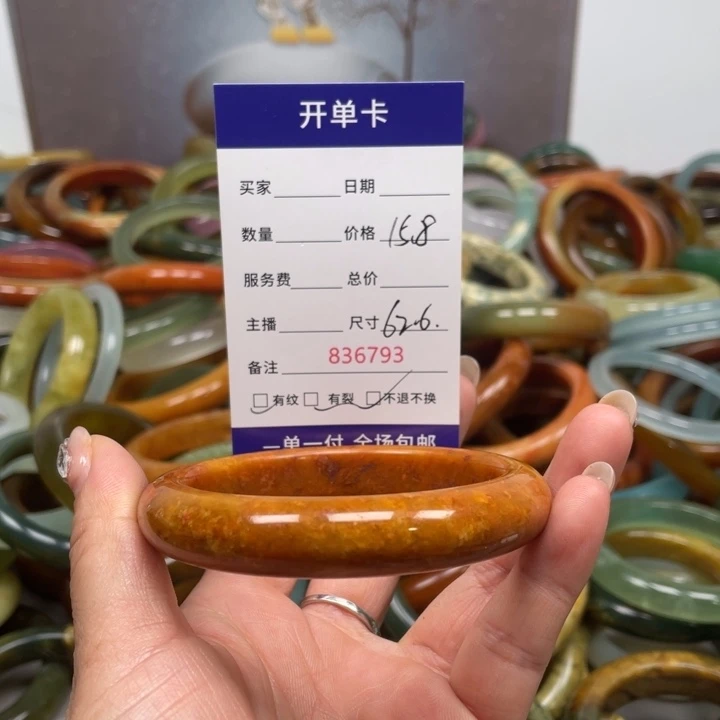 开单卡
买家 日期
数量 价格 158
服务费 总价
主播 尺寸 62.6.
备注 836793
有纹 有裂 不退不换
一单一付 全场包邮